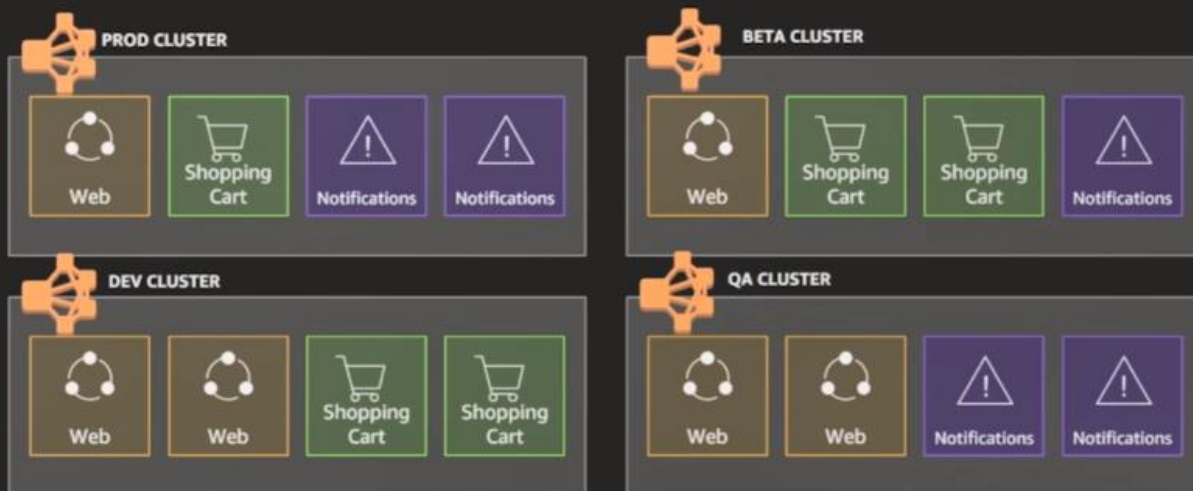 PROD CLUSTER
Web
Shopping
Cart
Notifications
Notifications
BETA CLUSTER
Web
Shopping
Cart
Shopping
Cart
Notifications
DEV CLUSTER
Web
Web
Shopping
Cart
Shopping
Cart
QA CLUSTER
Web
Web
Notifications
Notifications